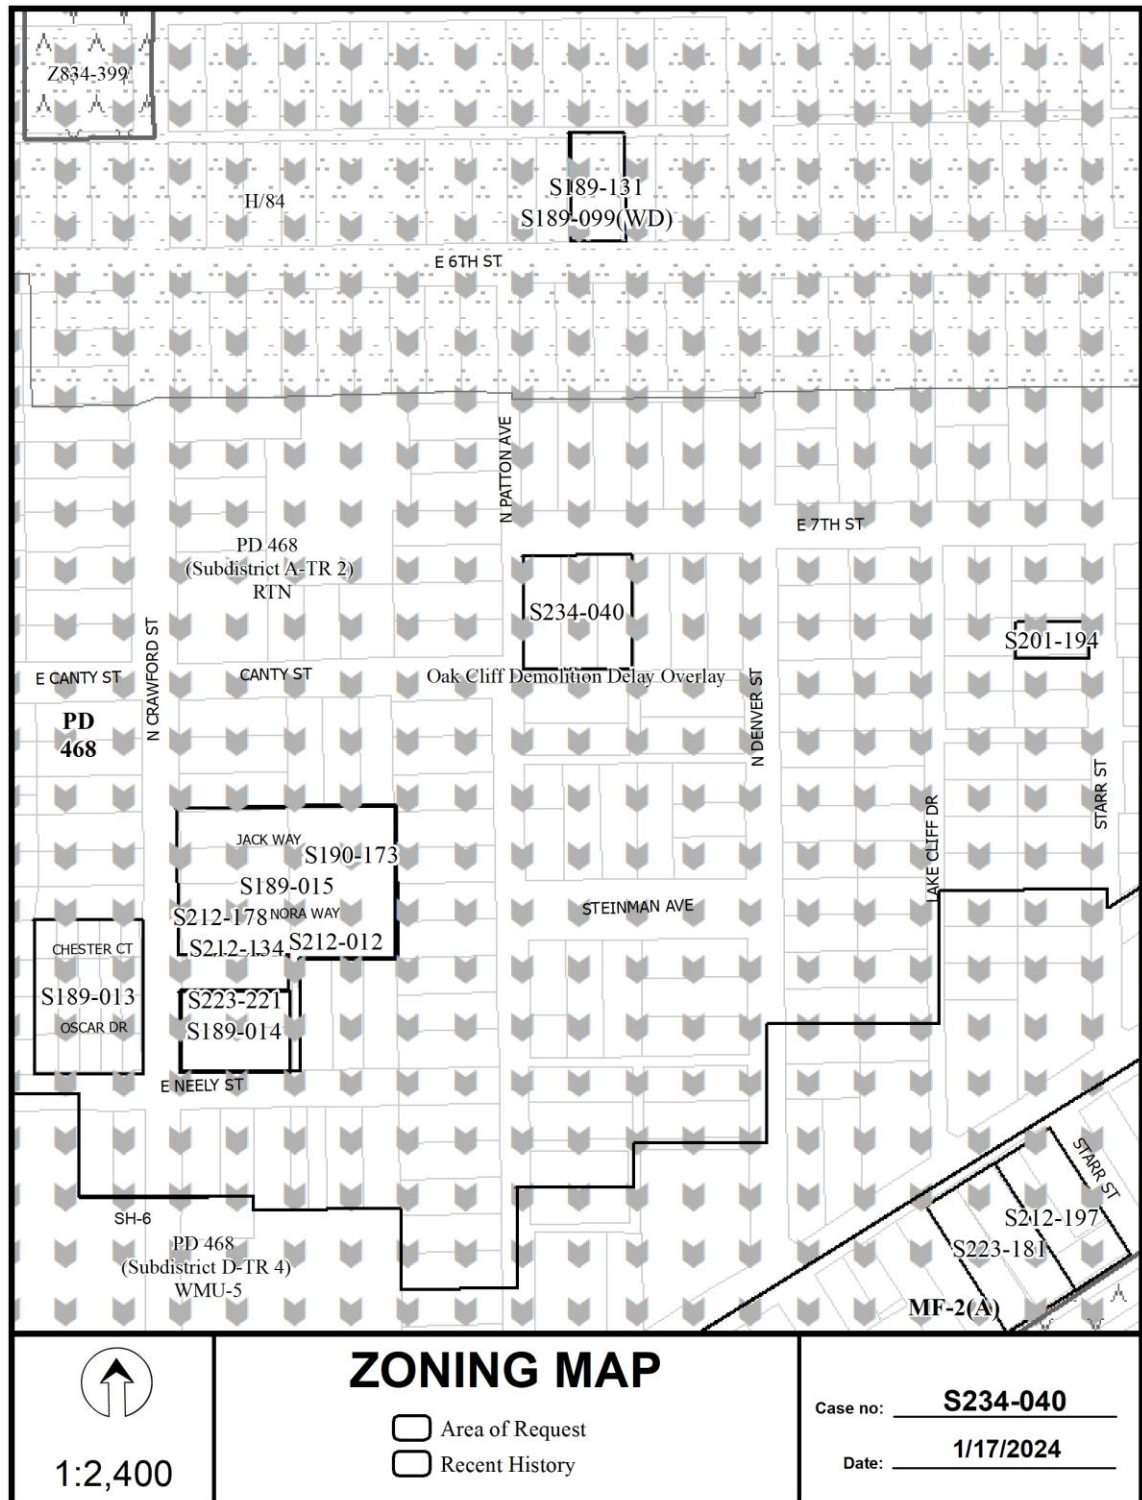 Z834-399
H/84
S189-131
S189-099(WD)
E 6TH ST
N PATTON AVE
E 7TH ST
PD 468
(Subdistrict A-TR 2)
RTN
S234-040
S201-194
N CRAWFORD ST
E CANTY ST
CANTY ST
Oak Cliff Demolition Delay Overlay
N DENVER ST
PD
468
STARR ST
LAKE CLIFF DR
JACK WAY
S190-173
S189-015
S212-178
NORA WAY
STEINMAN AVE
S212-134
S212-012
CHESTER CT
S189-013
OSCAR DR
S223-221
S189-014
E NEELY ST
STARR ST
SH-6
S212-197
S223-181
PD 468
(Subdistrict D-TR 4)
WMU-5
MF-2(A)
1:2,400
ZONING MAP
Area of Request
Recent History
Case no: S234-040
Date: 1/17/2024